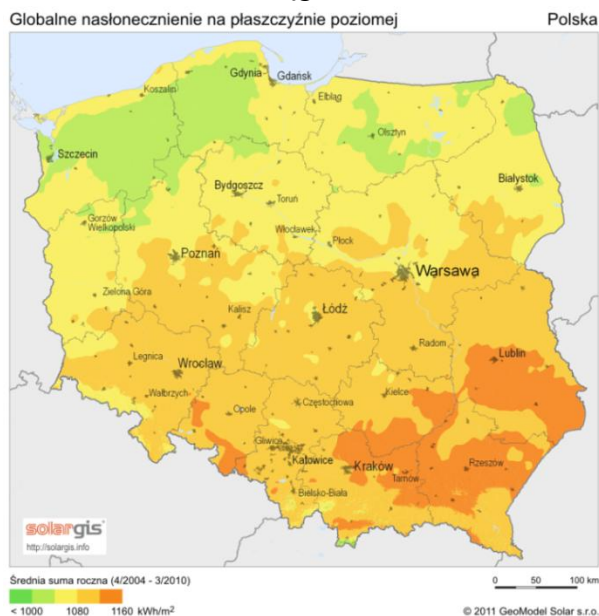 Globalne nasłonecznienie na płaszczyźnie poziomej Polska
Gdynia
Gdańsk
Koszalin
Elbląg
Olsztyn
Szczecin
Białystok
Bydgoszcz
Toruń
Gorzów
Wielkopolski
Włocławek
Płock
Poznań
Warsawa
Zielona Góra
Kalisz
Łódź
Radom
Lublin
Legnica
Wrocław
Wałbrzych
Kielce
Opole
Częstochowa
Gliwice
Katowice
Kraków
Tarnów
Rzeszów
Bielsko-Biała
solargis
http://solargis.info
Średnia suma roczna (4/2004 - 3/2010)
0 50 100 km
< 1000 1080 1160 kWh/m²
© 2011 GeoModel Solar s.r.o.